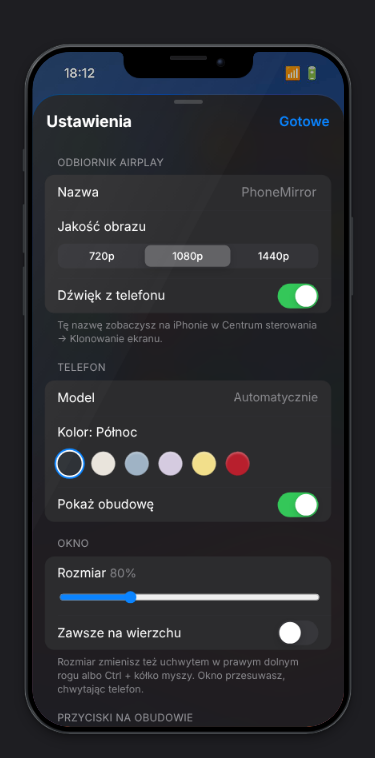 18:12
Ustawienia
Gotowe
ODBIORNIK AIRPLAY
Nazwa
PhoneMirror
Jakość obrazu
720p
1080p
1440p
Dźwięk z telefonu
Tę nazwę zobaczysz na iPhonie w Centrum sterowania
→ Klonowanie ekranu.
TELEFON
Model
Automatycznie
Kolor: Północ
Pokaż obudowę
OKNO
Rozmiar 80%
Zawsze na wierzchu
Rozmiar zmienisz też uchwytem w prawym dolnym
rogu albo Ctrl + kółko myszy. Okno przesuwasz,
chwytając telefon.
PRZYCISKI NA OBUDOWIE